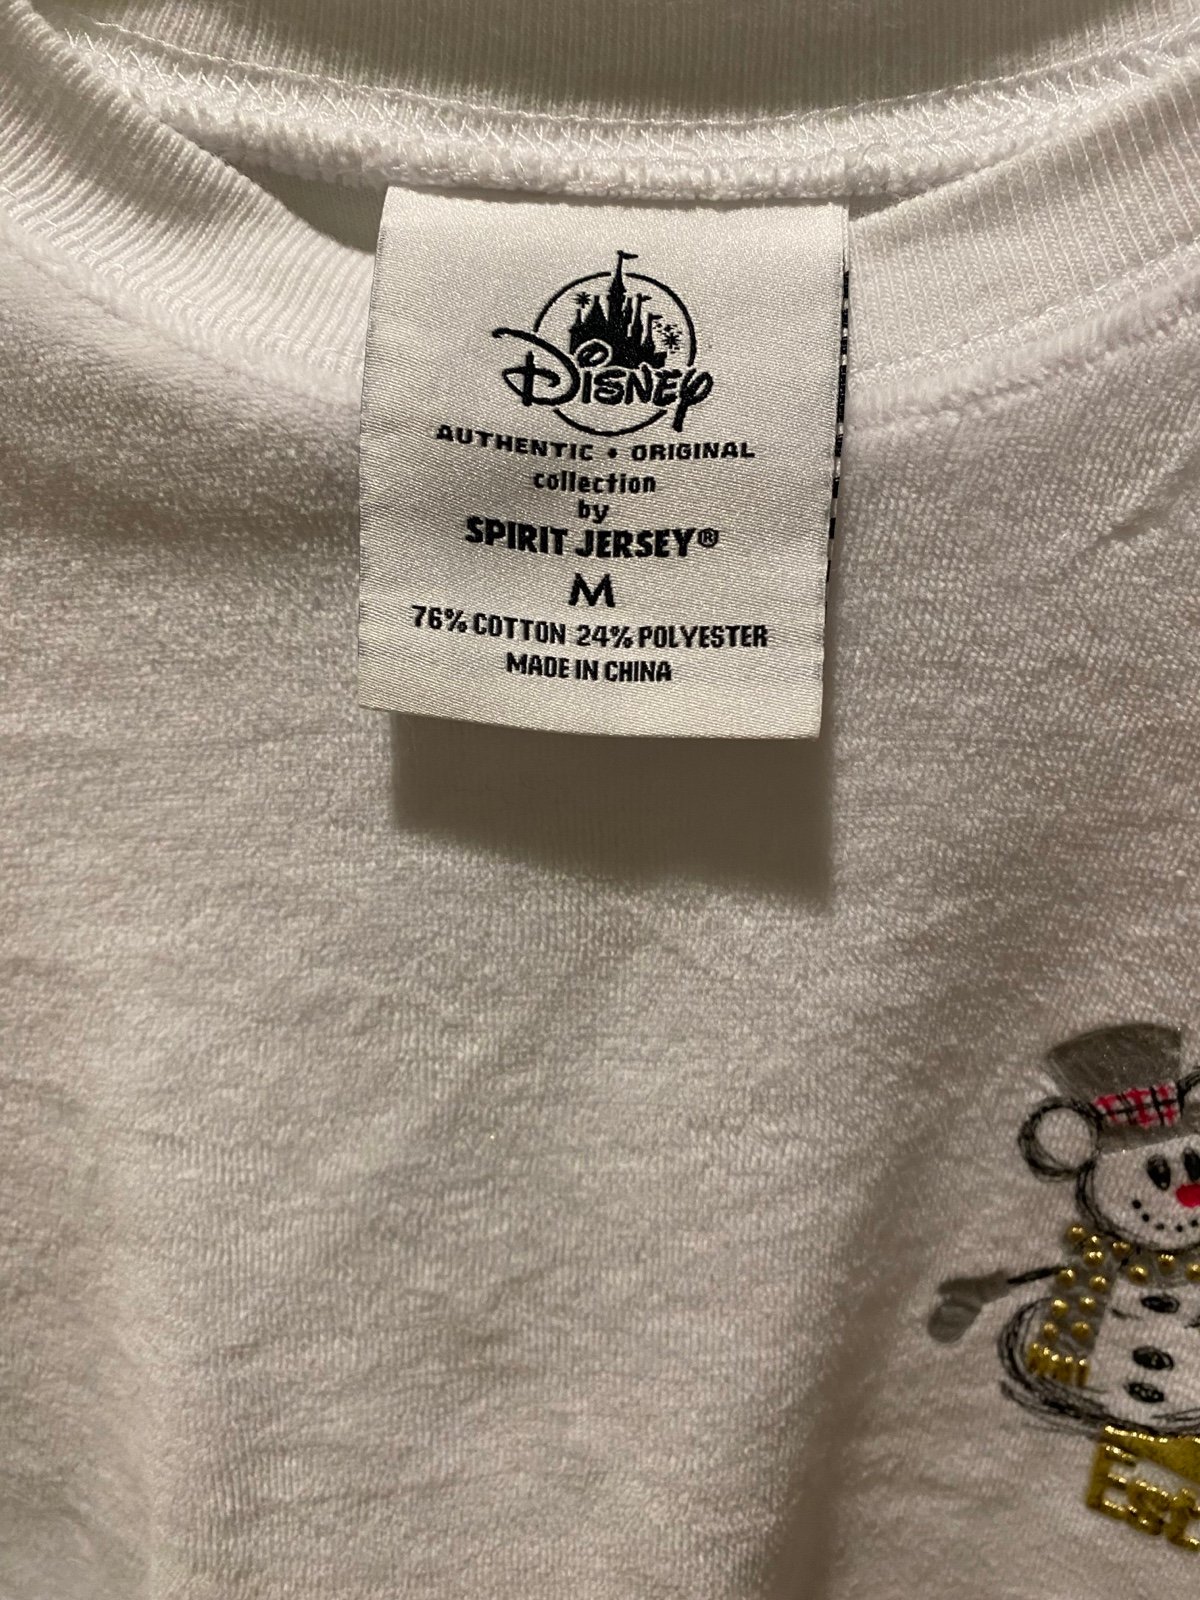 Disney
AUTHENTIC • ORIGINAL
collection
by
SPIRIT JERSEY®
M
76% COTTON 24% POLYESTER
MADE IN CHINA